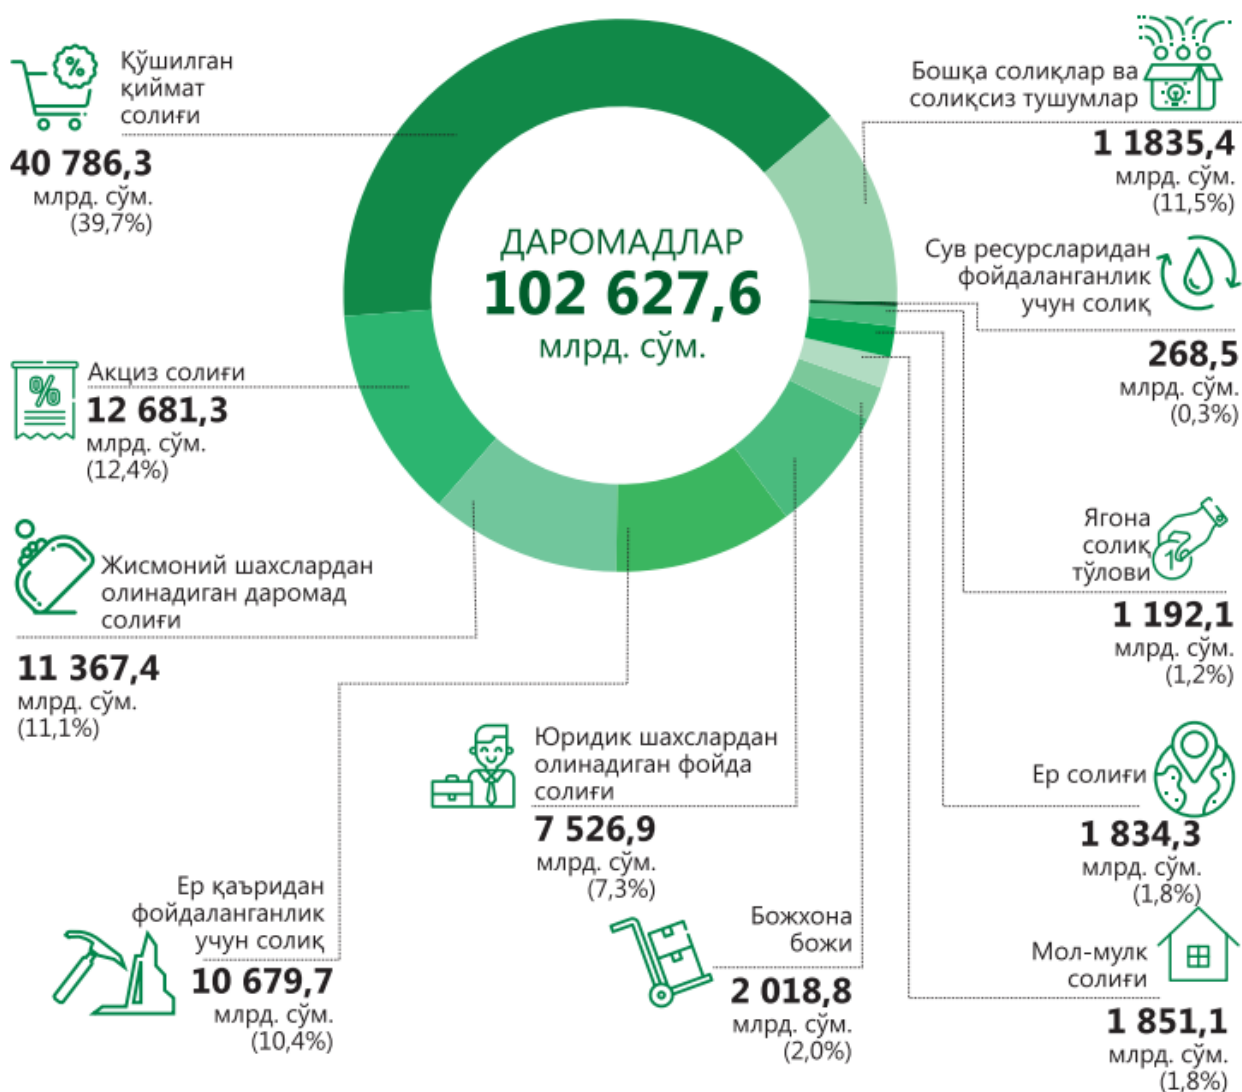 ДАРОМАДЛАР
102 627,6
млрд. сўм.
Қўшилган
қиймат
солиғи
40 786,3
млрд. сўм.
(39,7%)
Акциз солиғи
12 681,3
млрд. сўм.
(12,4%)
Жисмоний шахслардан
олинадиган даромад
солиғи
11 367,4
млрд. сўм.
(11,1%)
Ер қаъридан
фойдаланганлик
учун солиқ
10 679,7
млрд. сўм.
(10,4%)
Юридик шахслардан
олинадиган фойда
солиғи
7 526,9
млрд. сўм.
(7,3%)
Божхона
божи
2 018,8
млрд. сўм.
(2,0%)
Бошқа солиқлар ва
солиқсиз тушумлар
1 1835,4
млрд. сўм.
(11,5%)
Сув ресурсларидан
фойдаланганлик
учун солиқ
268,5
млрд. сўм.
(0,3%)
Ягона
солиқ
тўлови
1
1 192,1
млрд. сўм.
(1,2%)
Ер солиғи
1 834,3
млрд. сўм.
(1,8%)
Мол-мулк
солиғи
1 851,1
млрд. сўм.
(1,8%)
%
%